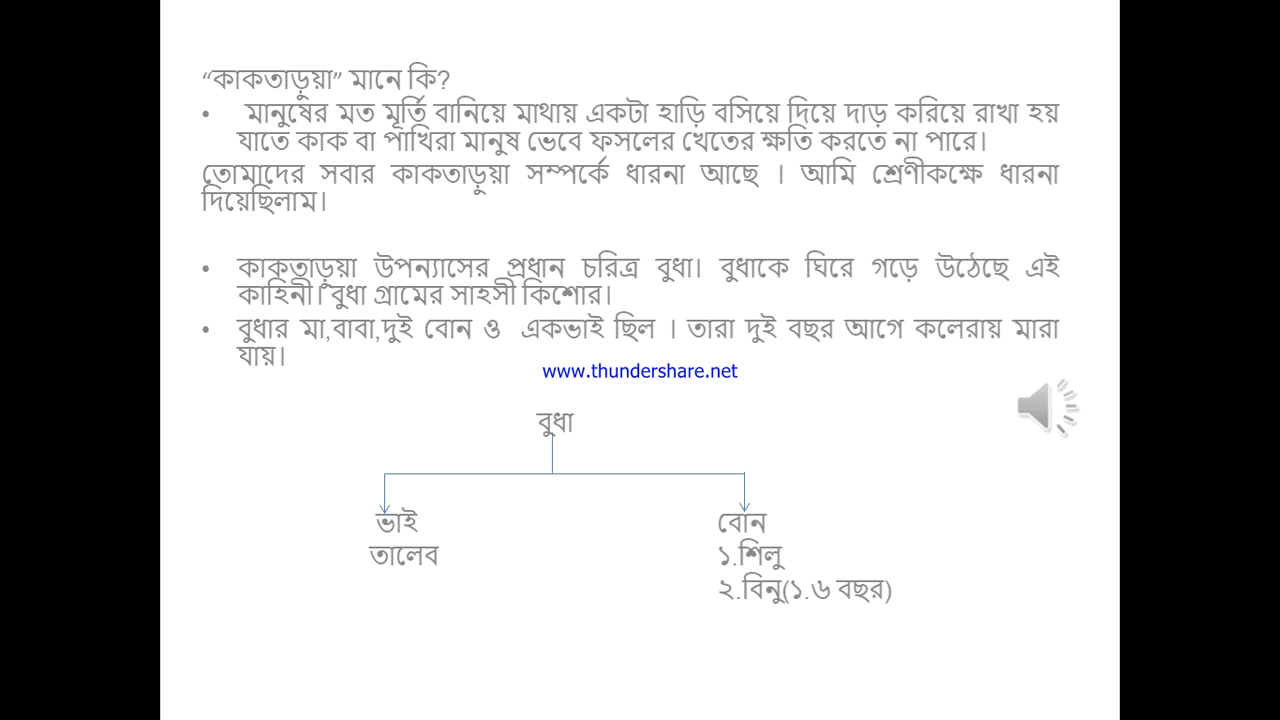 “কাকতাড়ুয়া” মানে কি?
• মানুষের মত মূর্তি বানিয়ে মাথায় একটা হাড়ি বসিয়ে দিয়ে দাড় করিয়ে রাখা হয়
যাতে কাক বা পাখিরা মানুষ ভেবে ফসলের খেতের ক্ষতি করতে না পারে।
তোমাদের সবার কাকতাড়ুয়া সম্পর্কে ধারনা আছে । আমি শ্রেণীকক্ষে ধারনা
দিয়েছিলাম।
• কাকতাড়ুয়া উপন্যাসের প্রধান চরিত্র বুধা। বুধাকে ঘিরে গড়ে উঠেছে এই
কাহিনী। বুধা গ্রামের সাহসী কিশোর।
• বুধার মা,বাবা,দুই বোন ও একভাই ছিল । তারা দুই বছর আগে কলেরায় মারা
যায়।
www.thundershare.net
বুধা
ভাই বোন
তালেব ১.শিলু
২.বিনু(১.৬ বছর)